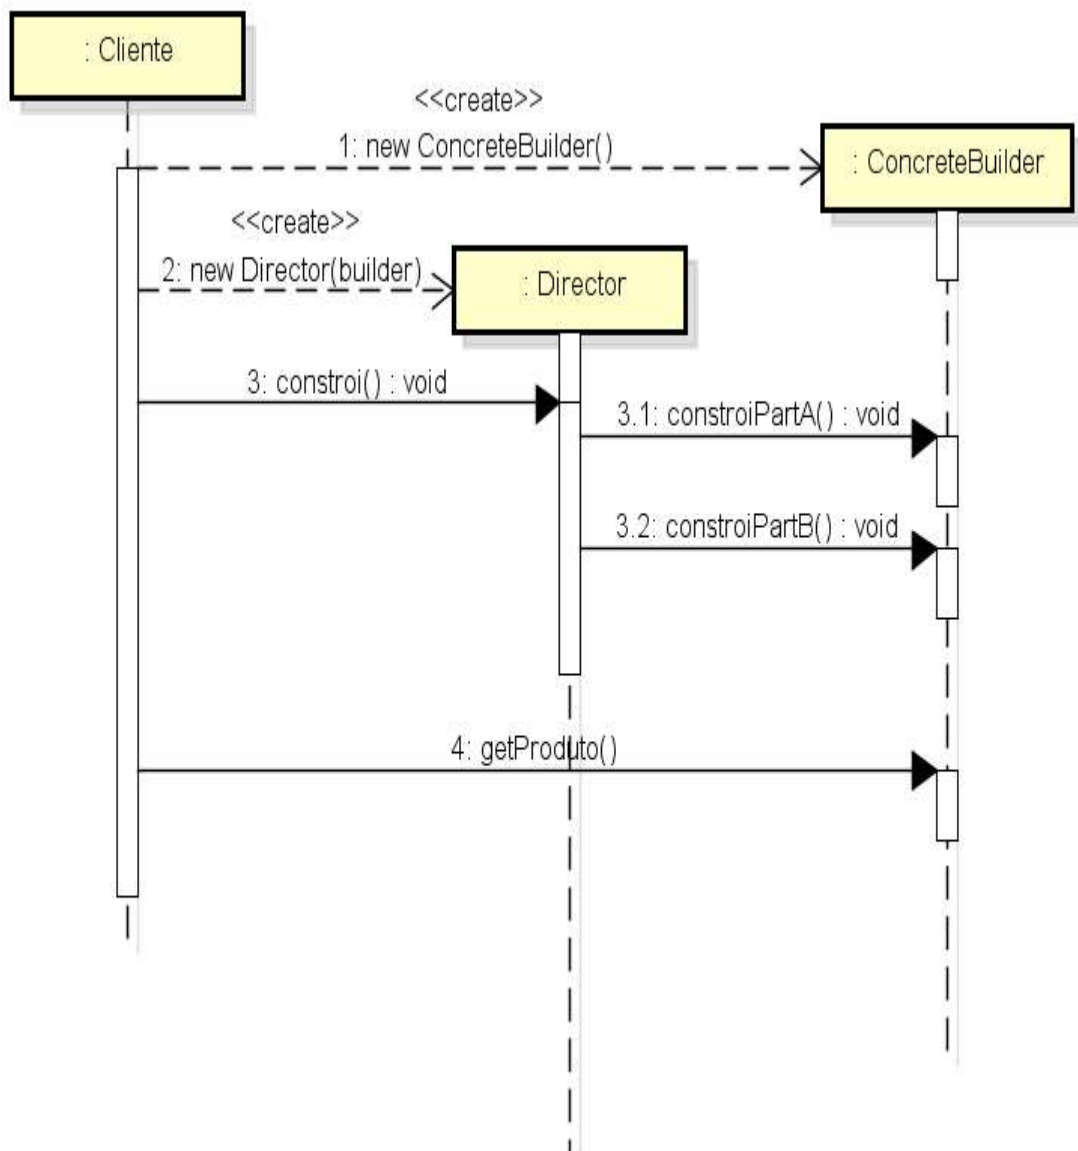 : Cliente
<<create>>
1: new ConcreteBuilder()
: ConcreteBuilder
<<create>>
2: new Director(builder)
: Director
3: constroi() : void
3.1: constroiPartA() : void
3.2: constroiPartB() : void
4: getProduto()